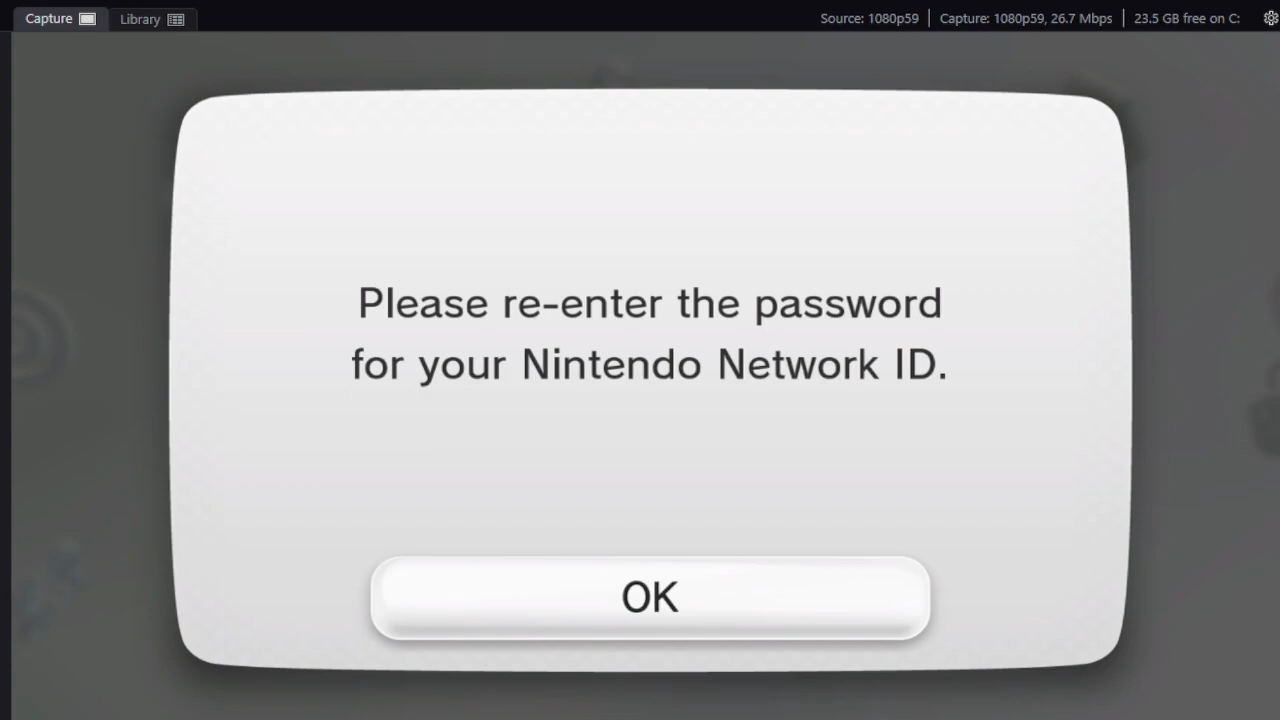 Capture Library Source: 1080p59 Capture: 1080p59, 26.7 Mbps 23.5 GB free on C:
Please re-enter the password
for your Nintendo Network ID.
OK